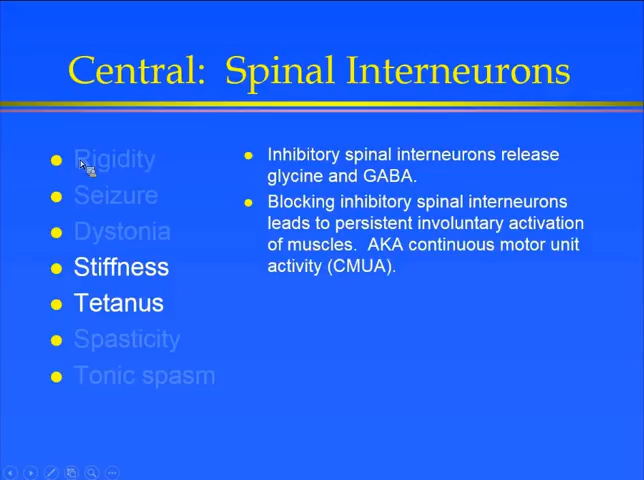 Central: Spinal Interneurons
Rigidity
Seizure
Dystonia
Stiffness
Tetanus
Spasticity
Tonic spasm
Inhibitory spinal interneurons release
glycine and GABA.
Blocking inhibitory spinal interneurons
leads to persistent involuntary activation
of muscles. AKA continuous motor unit
activity (CMUA).